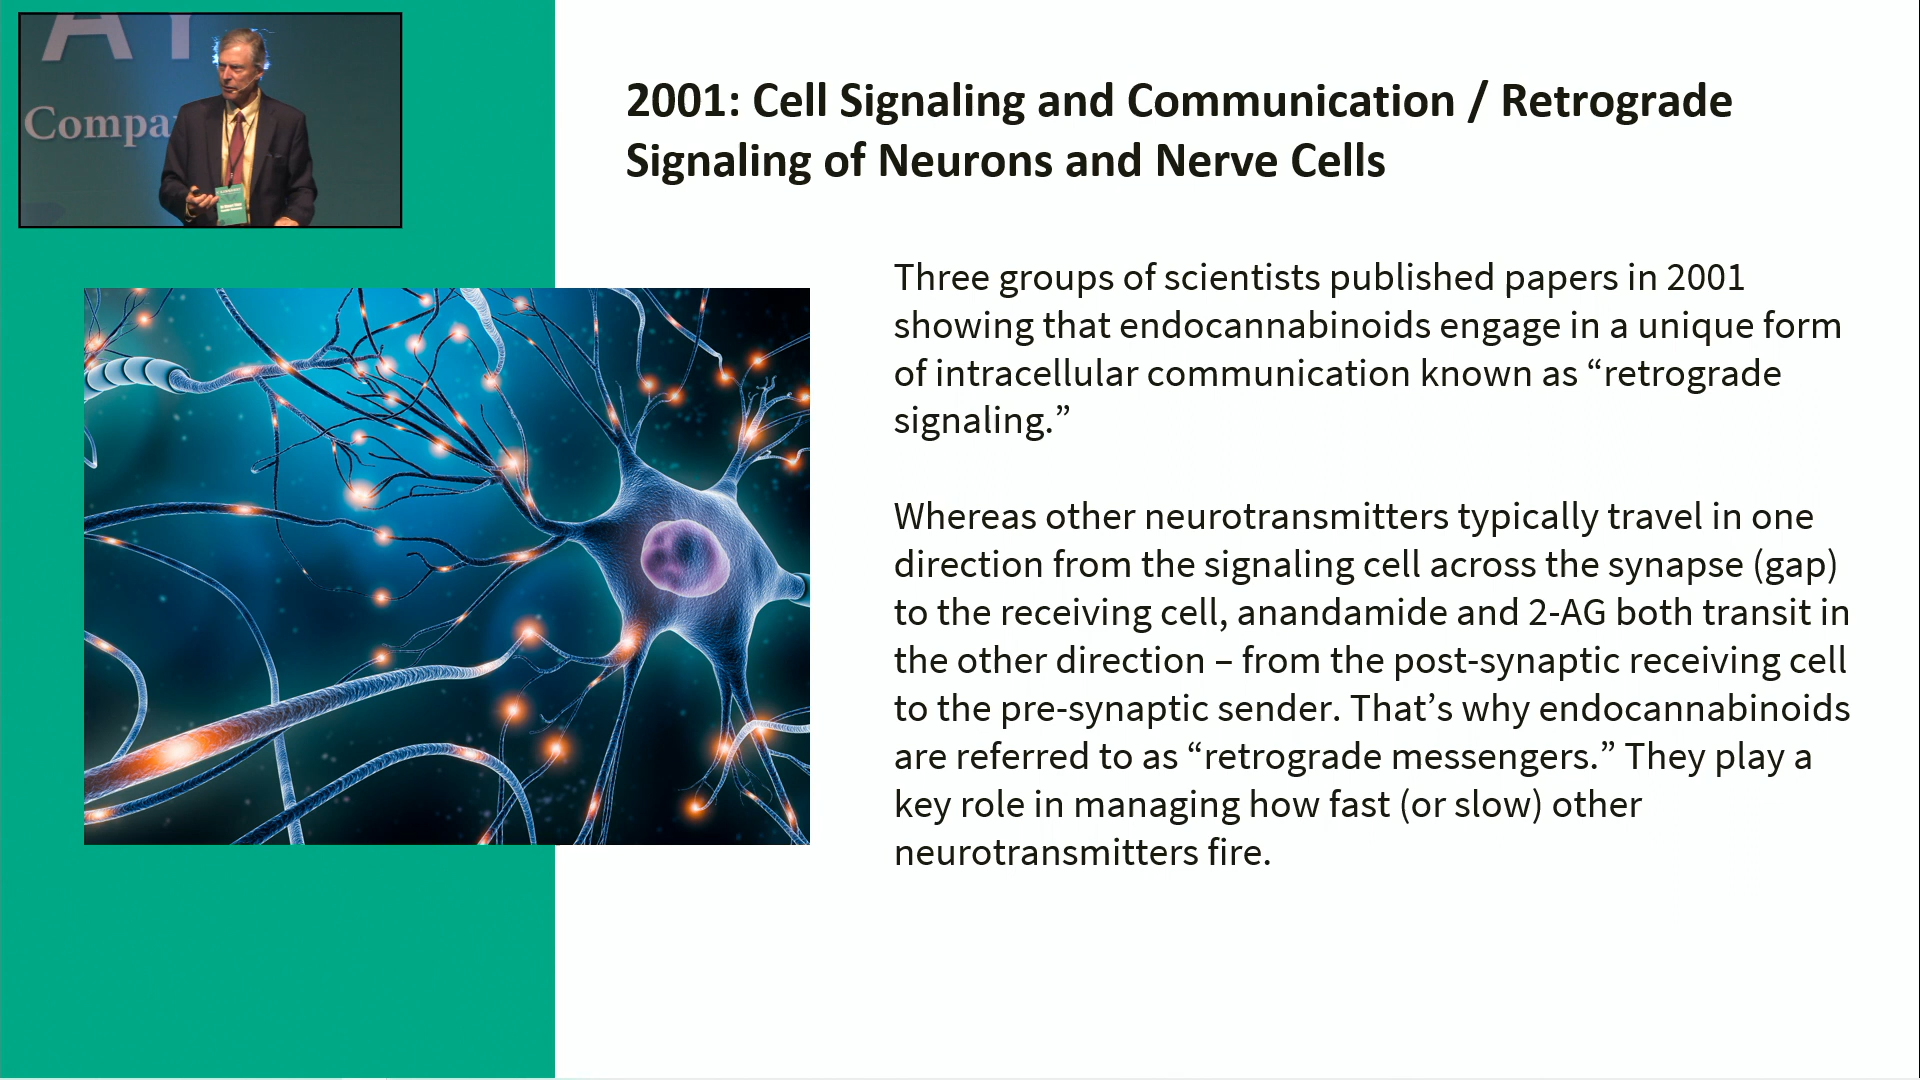 AY
Compa
2001: Cell Signaling and Communication / Retrograde
Signaling of Neurons and Nerve Cells
Three groups of scientists published papers in 2001
showing that endocannabinoids engage in a unique form
of intracellular communication known as “retrograde
signaling.”
Whereas other neurotransmitters typically travel in one
direction from the signaling cell across the synapse (gap)
to the receiving cell, anandamide and 2-AG both transit in
the other direction – from the post-synaptic receiving cell
to the pre-synaptic sender. That’s why endocannabinoids
are referred to as “retrograde messengers.” They play a
key role in managing how fast (or slow) other
neurotransmitters fire.